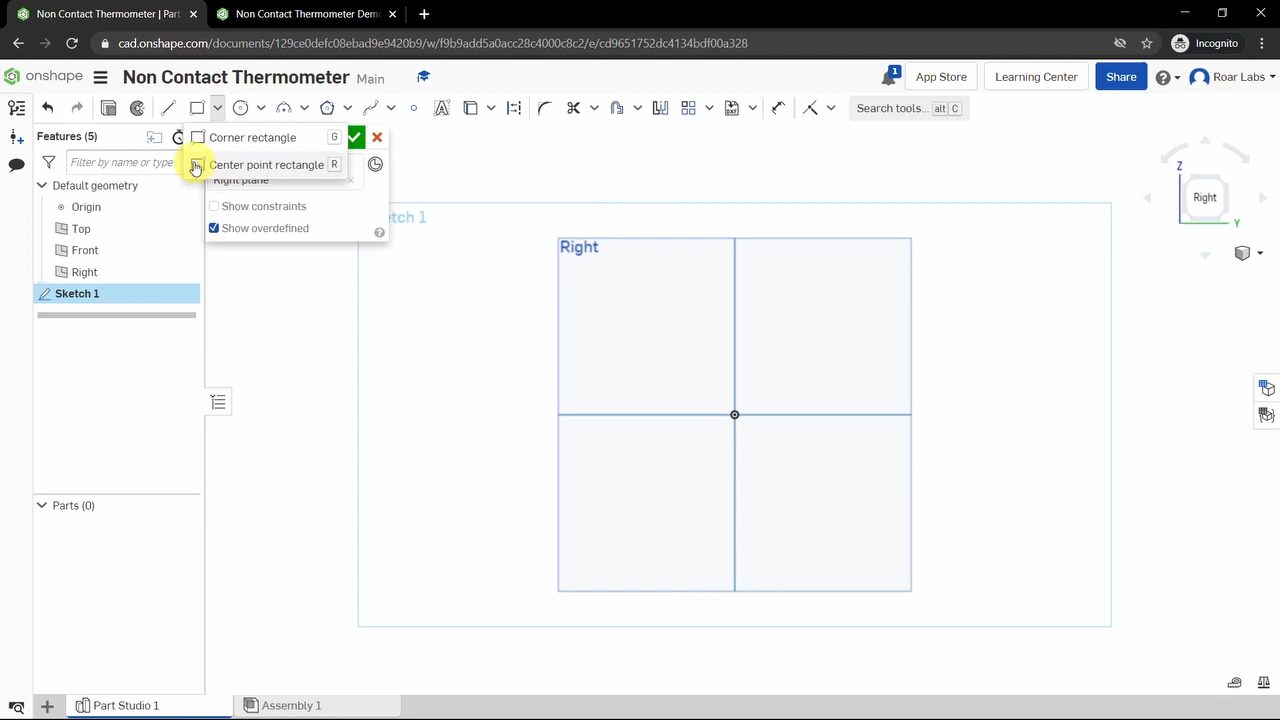 Non Contact Thermometer | Part
Non Contact Thermometer Dem
cad.onshape.com/documents/129ce0defc08ebad9e9420b9/w/f9b9add5a0acc28c4000c8c2/e/cd9651752dc4134bdf00a328
Incognito
onshape
Non Contact Thermometer Main
1
App Store
Learning Center
Share
Roar Labs
Search tools... alt C
Features (5)
Corner rectangle G
Filter by name or type
Center point rectangle R
Right plane
Default geometry
Origin
Show constraints
Top
Show overdefined
Front
Right
Sketch 1
Right
Z
Right
Y
Parts (0)
Part Studio 1
Assembly 1